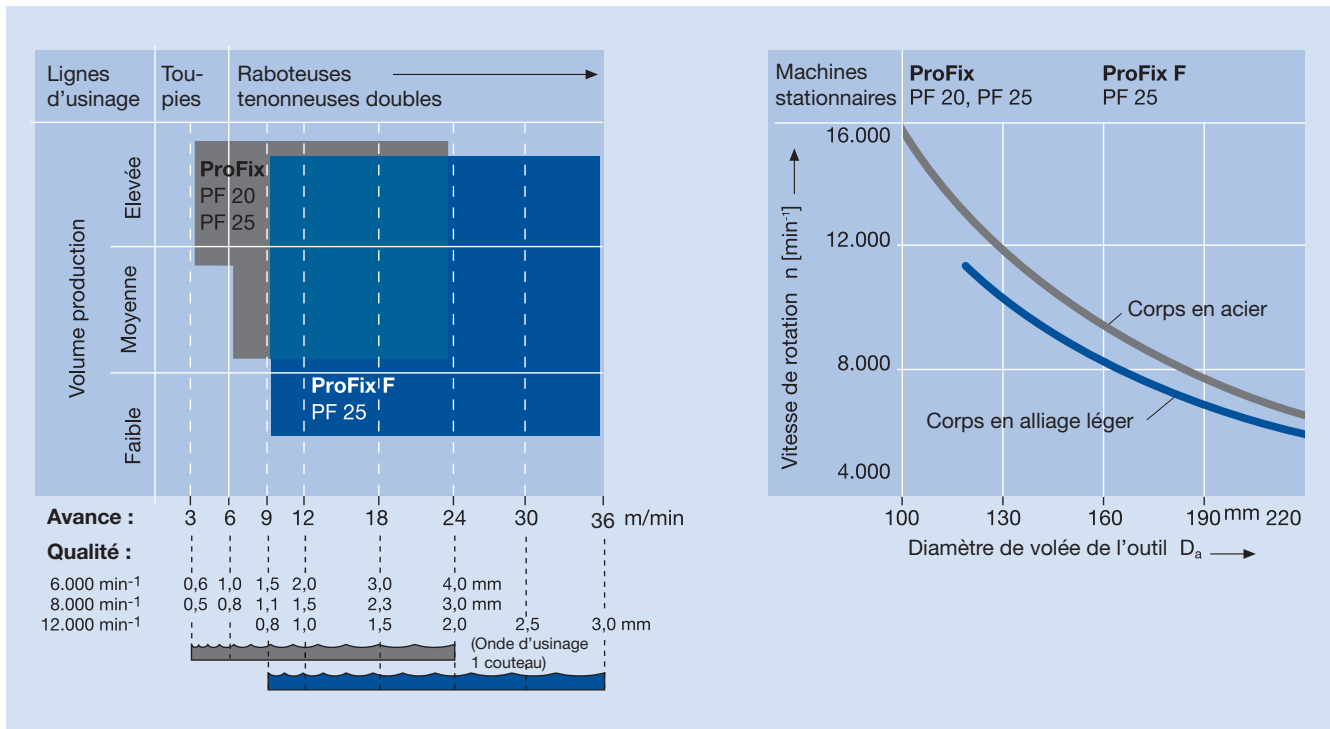 Lignes
d’usinage
Tou-
pies
Raboteuses
tenonneuses doubles
Volume production
Elevée
Moyenne
Faible
ProFix
PF 20
PF 25
ProFix F
PF 25
Avance : 3 6 9 12 18 24 30 36 m/min
Qualité :
6.000 min-1 0,6 1,0 1,5 2,0 3,0 4,0 mm
8.000 min-1 0,5 0,8 1,1 1,5 2,3 3,0 mm
12.000 min-1 0,8 1,0 1,5 2,0 2,5 3,0 mm
(Onde d’usinage
1 couteau)
Machines
stationnaires
ProFix
PF 20, PF 25
ProFix F
PF 25
Vitesse de rotation n [min-1]
16.000
12.000
8.000
4.000
Corps en acier
Corps en alliage léger
100 130 160 190 mm 220
Diamètre de volée de l’outil Da